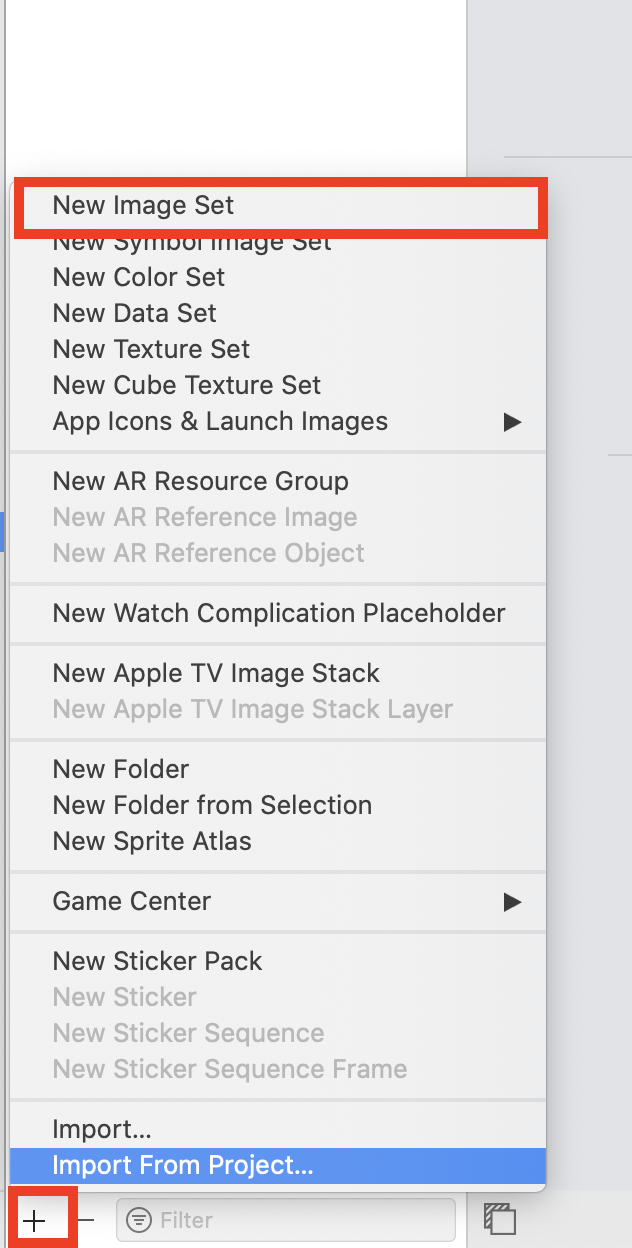 New Image Set
New Symbol Image Set
New Color Set
New Data Set
New Texture Set
New Cube Texture Set
App Icons & Launch Images
New AR Resource Group
New AR Reference Image
New AR Reference Object
New Watch Complication Placeholder
New Apple TV Image Stack
New Apple TV Image Stack Layer
New Folder
New Folder from Selection
New Sprite Atlas
Game Center
New Sticker Pack
New Sticker
New Sticker Sequence
New Sticker Sequence Frame
Import...
Import From Project...
Filter